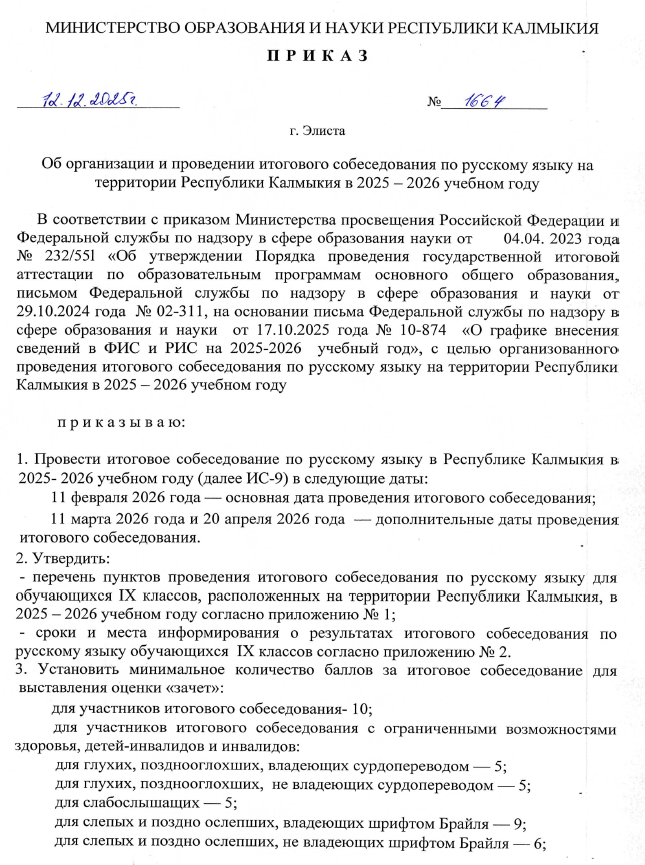 МИНИСТЕРСТВО ОБРАЗОВАНИЯ И НАУКИ РЕСПУБЛИКИ КАЛМЫКИЯ
П Р И К А З
12.12.2025г. № 1664
г. Элиста
Об организации и проведении итогового собеседования по русскому языку на
территории Республики Калмыкия в 2025 – 2026 учебном году
В соответствии с приказом Министерства просвещения Российской Федерации и
Федеральной службы по надзору в сфере образования науки от 04.04. 2023 года
№ 232/551 «Об утверждении Порядка проведения государственной итоговой
аттестации по образовательным программам основного общего образования,
письмом Федеральной службы по надзору в сфере образования и науки от
29.10.2024 года № 02-311, на основании письма Федеральной службы по надзору в
сфере образования и науки от 17.10.2025 года № 10-874 «О графике внесения
сведений в ФИС и РИС на 2025-2026 учебный год», с целью организованного
проведения итогового собеседования по русскому языку на территории Республики
Калмыкия в 2025 – 2026 учебном году
п р и к а з ы в а ю:
1. Провести итоговое собеседование по русскому языку в Республике Калмыкия в
2025- 2026 учебном году (далее ИС-9) в следующие даты:
11 февраля 2026 года — основная дата проведения итогового собеседования;
11 марта 2026 года и 20 апреля 2026 года — дополнительные даты проведения
итогового собеседования.
2. Утвердить:
- перечень пунктов проведения итогового собеседования по русскому языку для
обучающихся IX классов, расположенных на территории Республики Калмыкия, в
2025 – 2026 учебном году согласно приложению № 1;
- сроки и места информирования о результатах итогового собеседования по
русскому языку обучающихся IX классов согласно приложению № 2.
3. Установить минимальное количество баллов за итоговое собеседование для
выставления оценки «зачет»:
для участников итогового собеседования- 10;
для участников итогового собеседования с ограниченными возможностями
здоровья, детей-инвалидов и инвалидов:
для глухих, позднооглохших, владеющих сурдопереводом — 5;
для глухих, позднооглохших, не владеющих сурдопереводом — 5;
для слабослышащих — 5;
для слепых и поздно ослепших, владеющих шрифтом Брайля — 9;
для слепых и поздно ослепших, не владеющих шрифтом Брайля — 6;